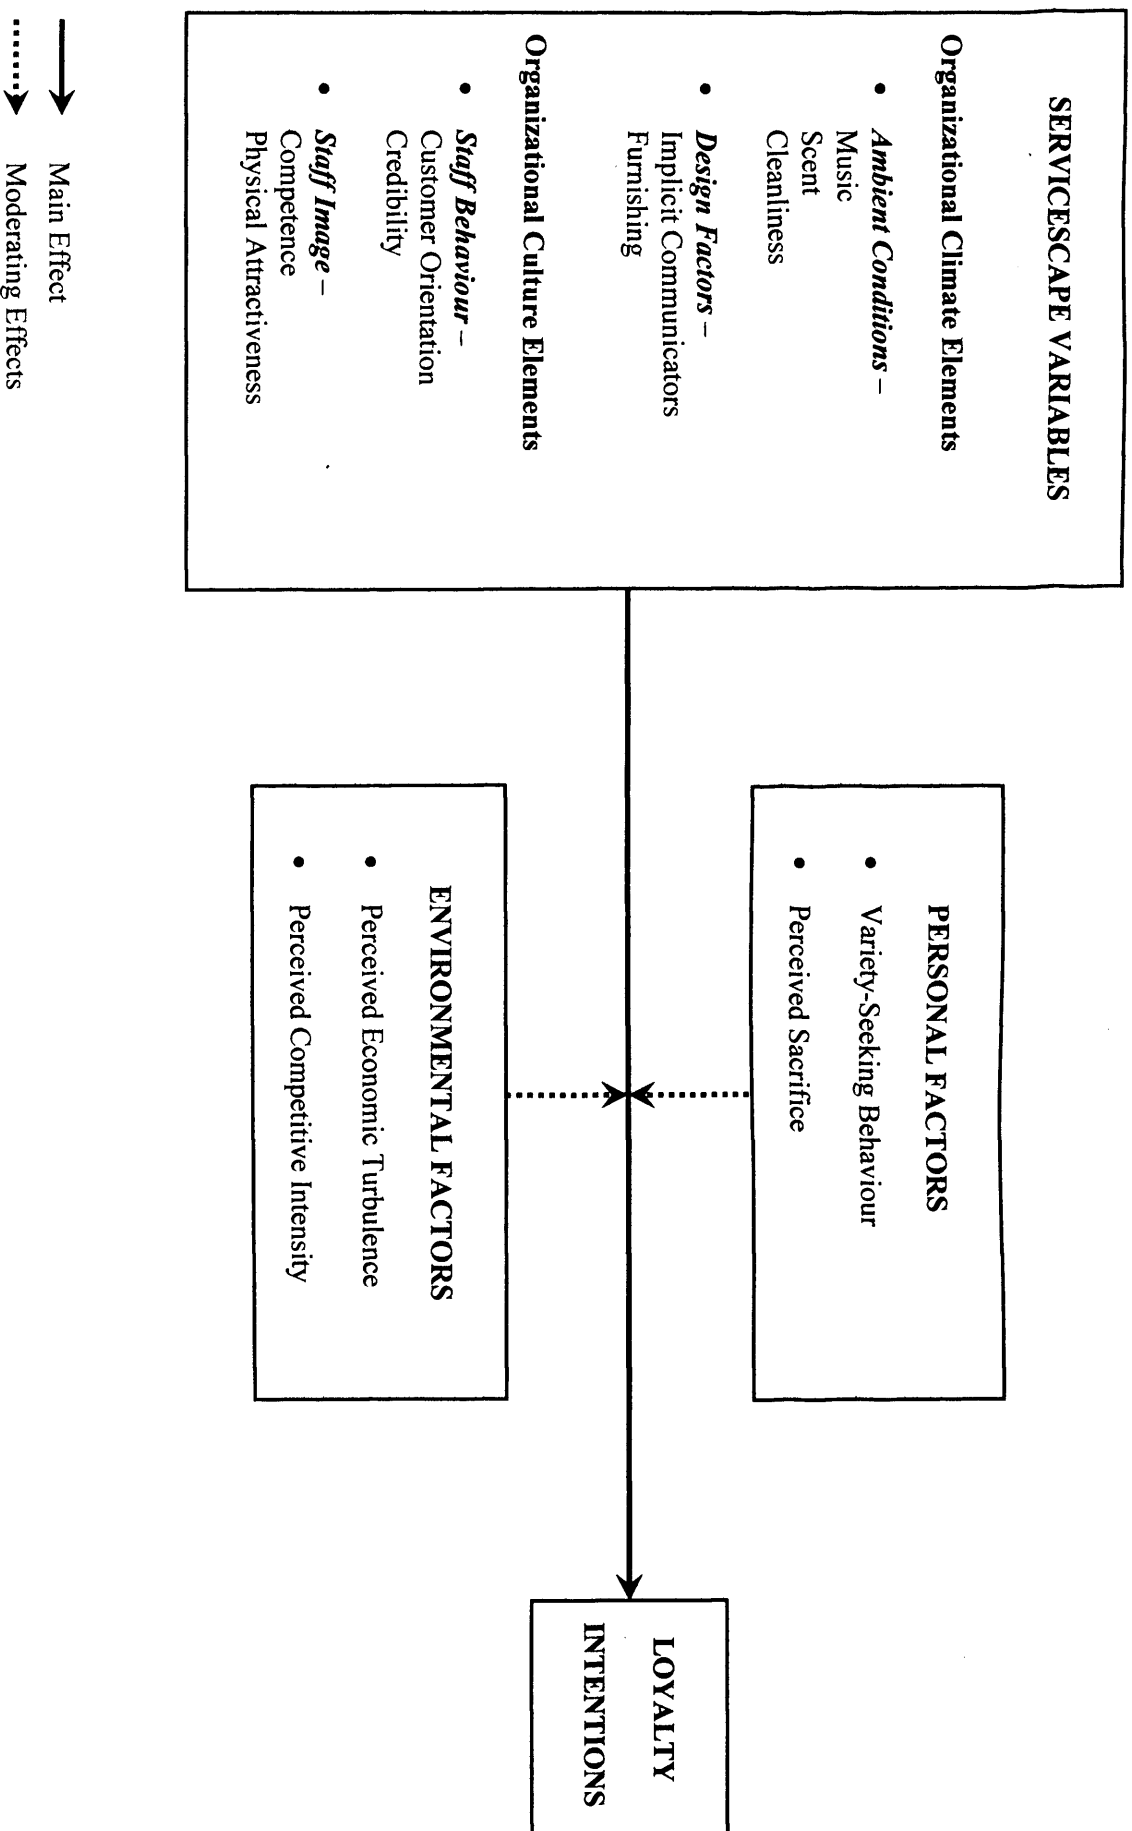 SERVICESCAPE VARIABLES
Organizational Climate Elements
• Ambient Conditions –
Music
Scent
Cleanliness
• Design Factors –
Implicit Communicators
Furnishing
Organizational Culture Elements
• Staff Behaviour –
Customer Orientation
Credibility
• Staff Image –
Competence
Physical Attractiveness
PERSONAL FACTORS
• Variety-Seeking Behaviour
• Perceived Sacrifice
ENVIRONMENTAL FACTORS
• Perceived Economic Turbulence
• Perceived Competitive Intensity
LOYALTY
INTENTIONS
Main Effect
Moderating Effects